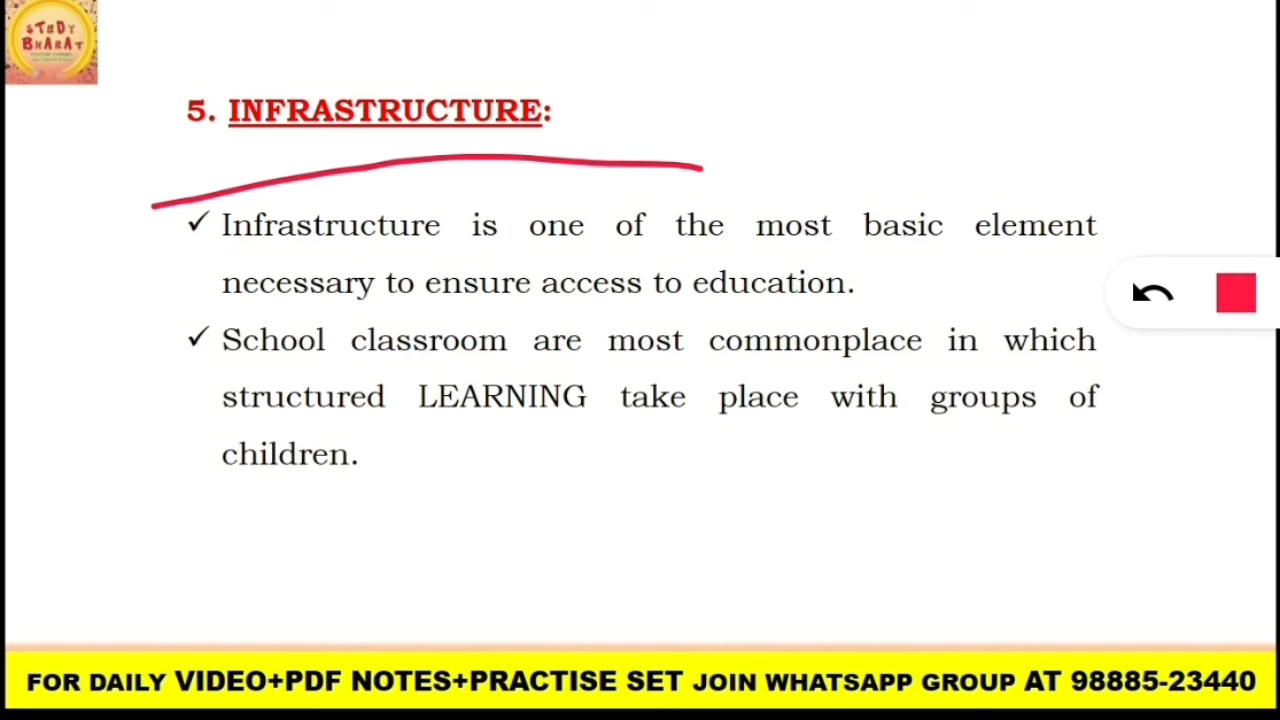 STUDY
BHARAT
5. INFRASTRUCTURE:
✓ Infrastructure is one of the most basic element
necessary to ensure access to education.
✓ School classroom are most commonplace in which
structured LEARNING take place with groups of
children.
FOR DAILY VIDEO+PDF NOTES+PRACTISE SET JOIN WHATSAPP GROUP AT 98885-23440